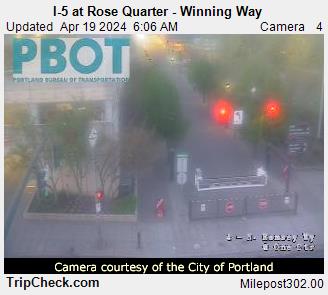 I-5 at Rose Quarter - Winning Way
Updated Apr 19 2024 6:06 AM Camera 4
PBOT
PORTLAND BUREAU OF TRANSPORTATION
Camera courtesy of the City of Portland
TripCheck.com Milepost302.00